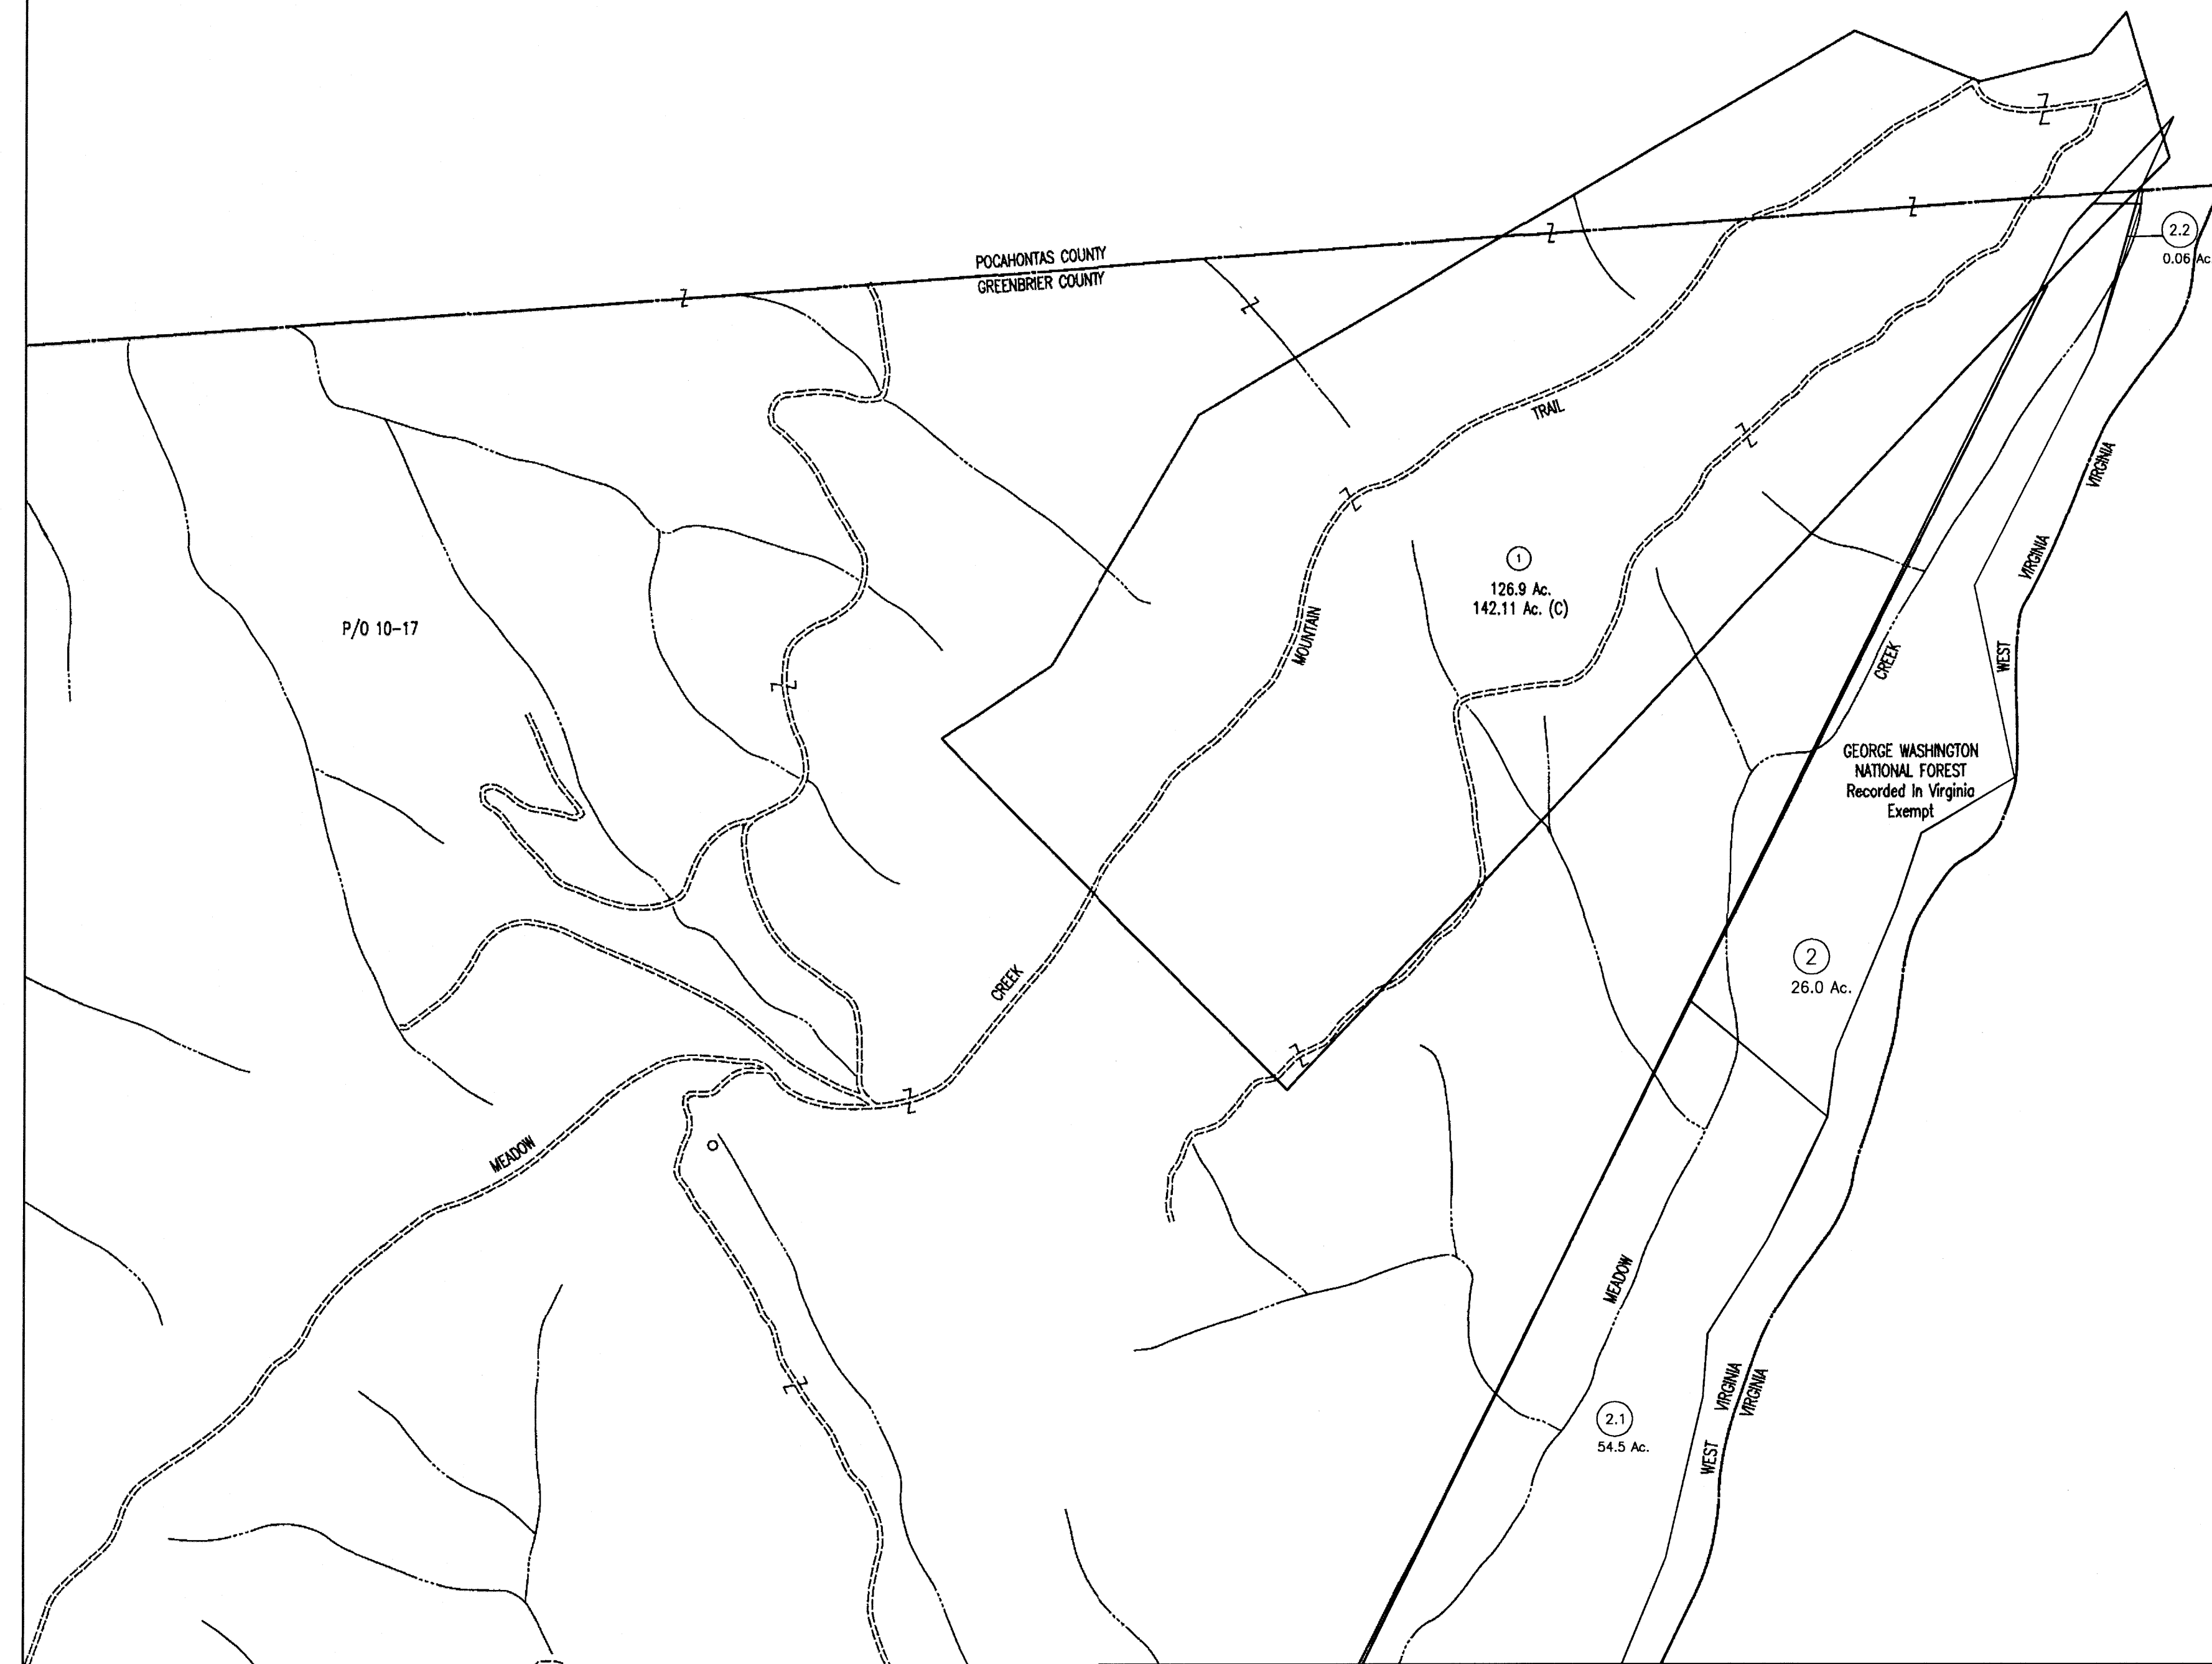 POCAHONTAS COUNTY
GREENBRIER COUNTY
2.2
0.06 Ac
TRAIL
VIRGINIA
VIRGINIA
1
126.9 Ac.
142.11 Ac. (C)
P/O 10-17
MOUNTAIN
CREEK
WEST
GEORGE WASHINGTON
NATIONAL FOREST
Recorded In Virginia
Exempt
2
26.0 Ac.
CREEK
MEADOW
MEADOW
VIRGINIA
VIRGINIA
2.1
54.5 Ac.
WEST